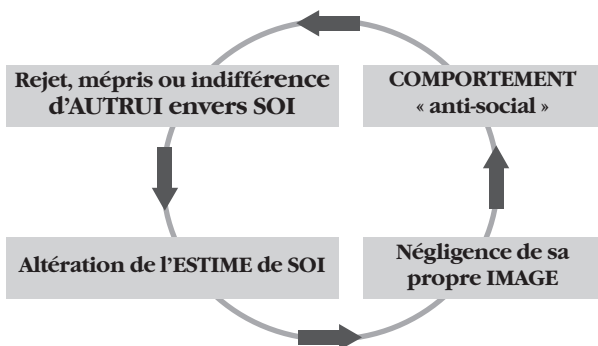 Rejet, mépris ou indifférence
d'AUTRUI envers SOI
COMPORTEMENT
« anti-social »
Altération de l'ESTIME de SOI
Négligence de sa
propre IMAGE